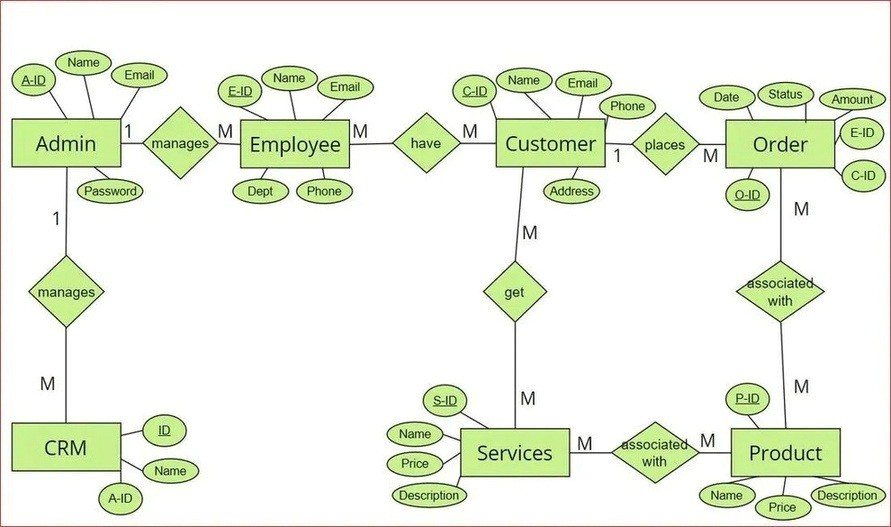 A-ID
Name
Email
Admin
Password
1
manages
M
E-ID
Name
Email
Employee
Dept
Phone
M
have
M
C-ID
Name
Email
Phone
Customer
Address
1
places
M
Date
Status
Amount
E-ID
C-ID
Order
O-ID
1
manages
M
CRM
ID
Name
A-ID
M
get
M
S-ID
Name
Price
Description
Services
M
associated
with
M
M
associated
with
M
P-ID
Product
Name
Price
Description